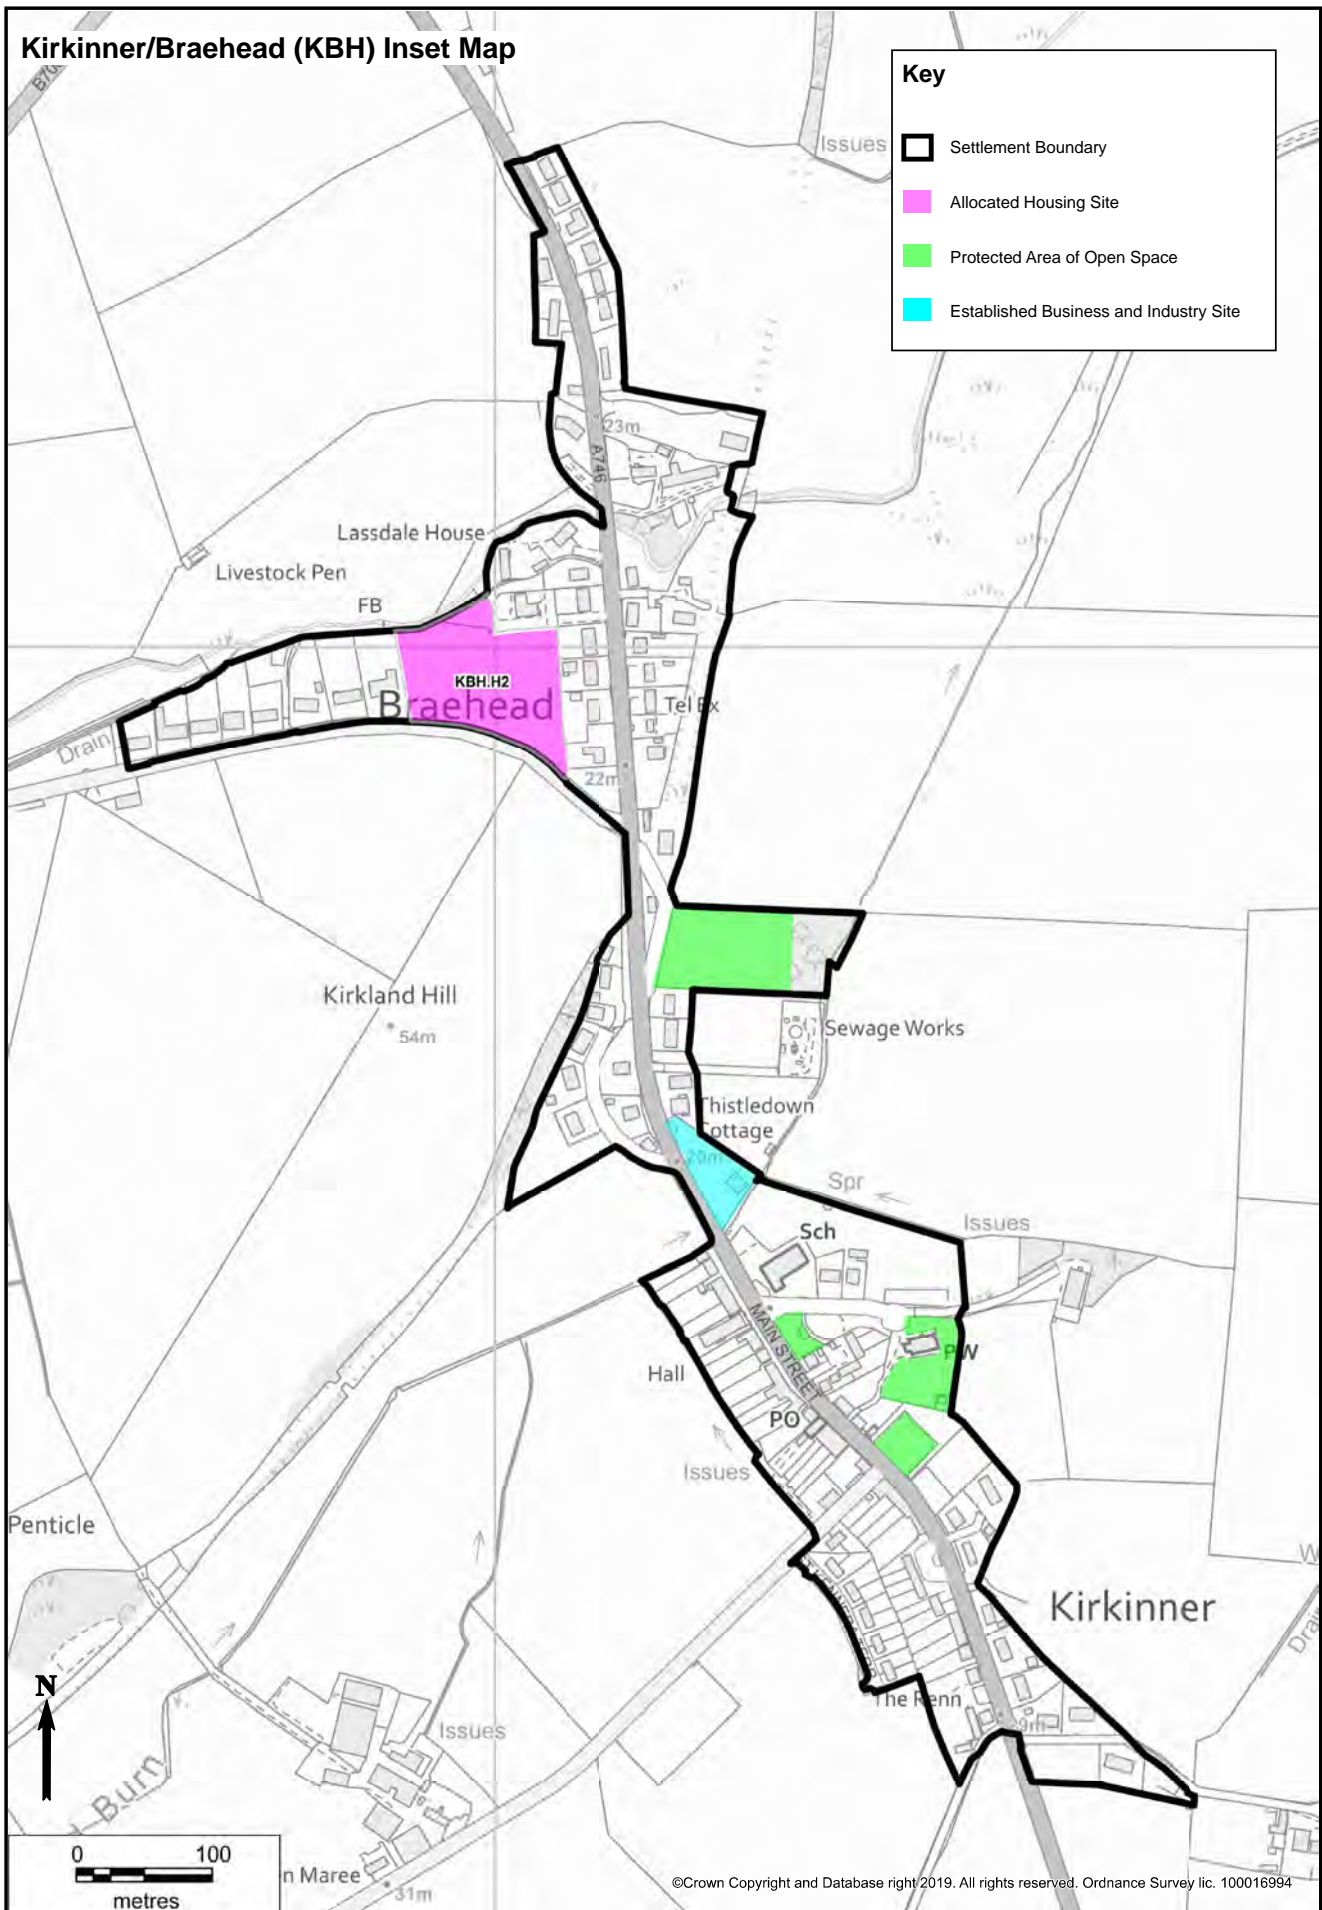 Kirkinner/Braehead (KBH) Inset Map
Key
Settlement Boundary
Allocated Housing Site
Protected Area of Open Space
Established Business and Industry Site
Issues
23m
A746
Lassdale House
Livestock Pen
FB
KBH.H2
Braehead
Tel Ex
Drain
22m
Kirkland Hill
54m
Sewage Works
Thistledown
Cottage
20m
Spr
Issues
Sch
MAIN STREET
Hall
PW
PO
Issues
Penticle
Kirkinner
The Renn
9m
N
Issues
Burn
0 100
metres
n Maree
31m
©Crown Copyright and Database right 2019. All rights reserved. Ordnance Survey lic. 100016994